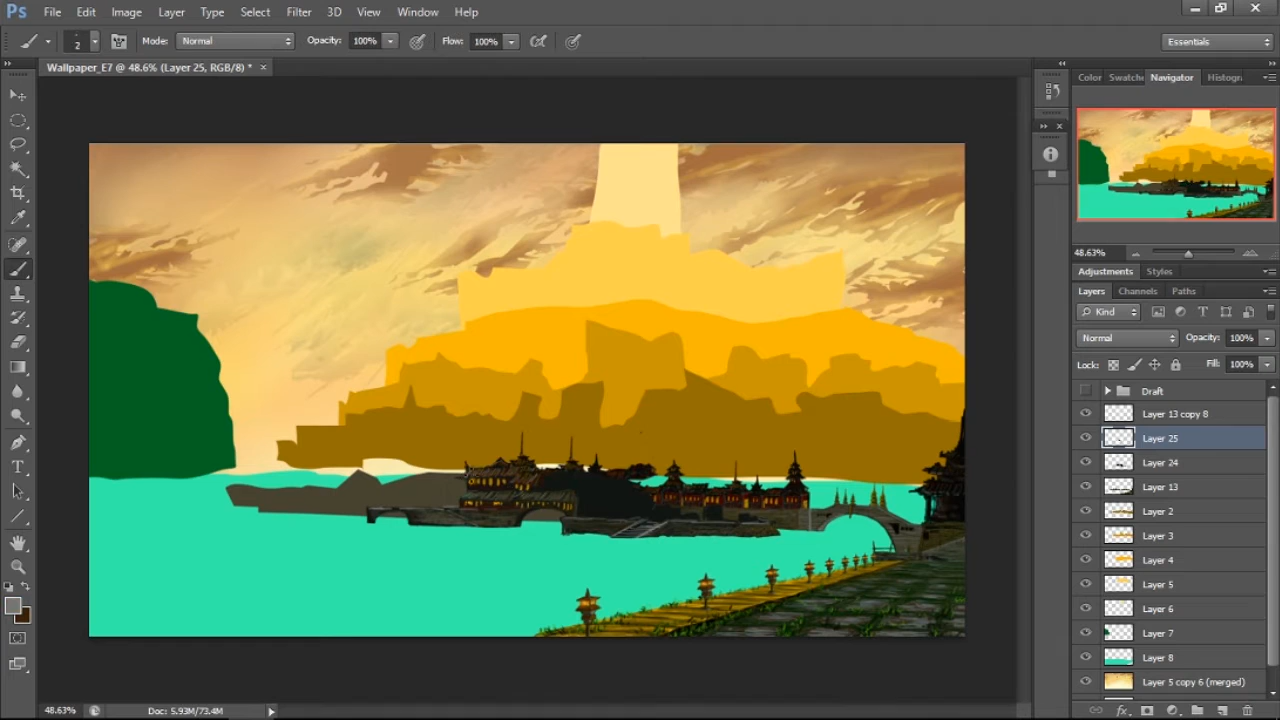 Ps File Edit Image Layer Type Select Filter 3D View Window Help
2 Mode: Normal Opacity: 100% Flow: 100% Essentials
Wallpaper_E7 @ 48.6% (Layer 25, RGB/8) * ×
Color Swatche Navigator Histogra
48.63%
Adjustments Styles
Layers Channels Paths
Kind
Normal Opacity: 100%
Lock: Fill: 100%
Draft
Layer 13 copy 8
Layer 25
Layer 24
Layer 13
Layer 2
Layer 3
Layer 4
Layer 5
Layer 6
Layer 7
Layer 8
Layer 5 copy 6 (merged)
48.63% Doc: 5.93M/73.4M